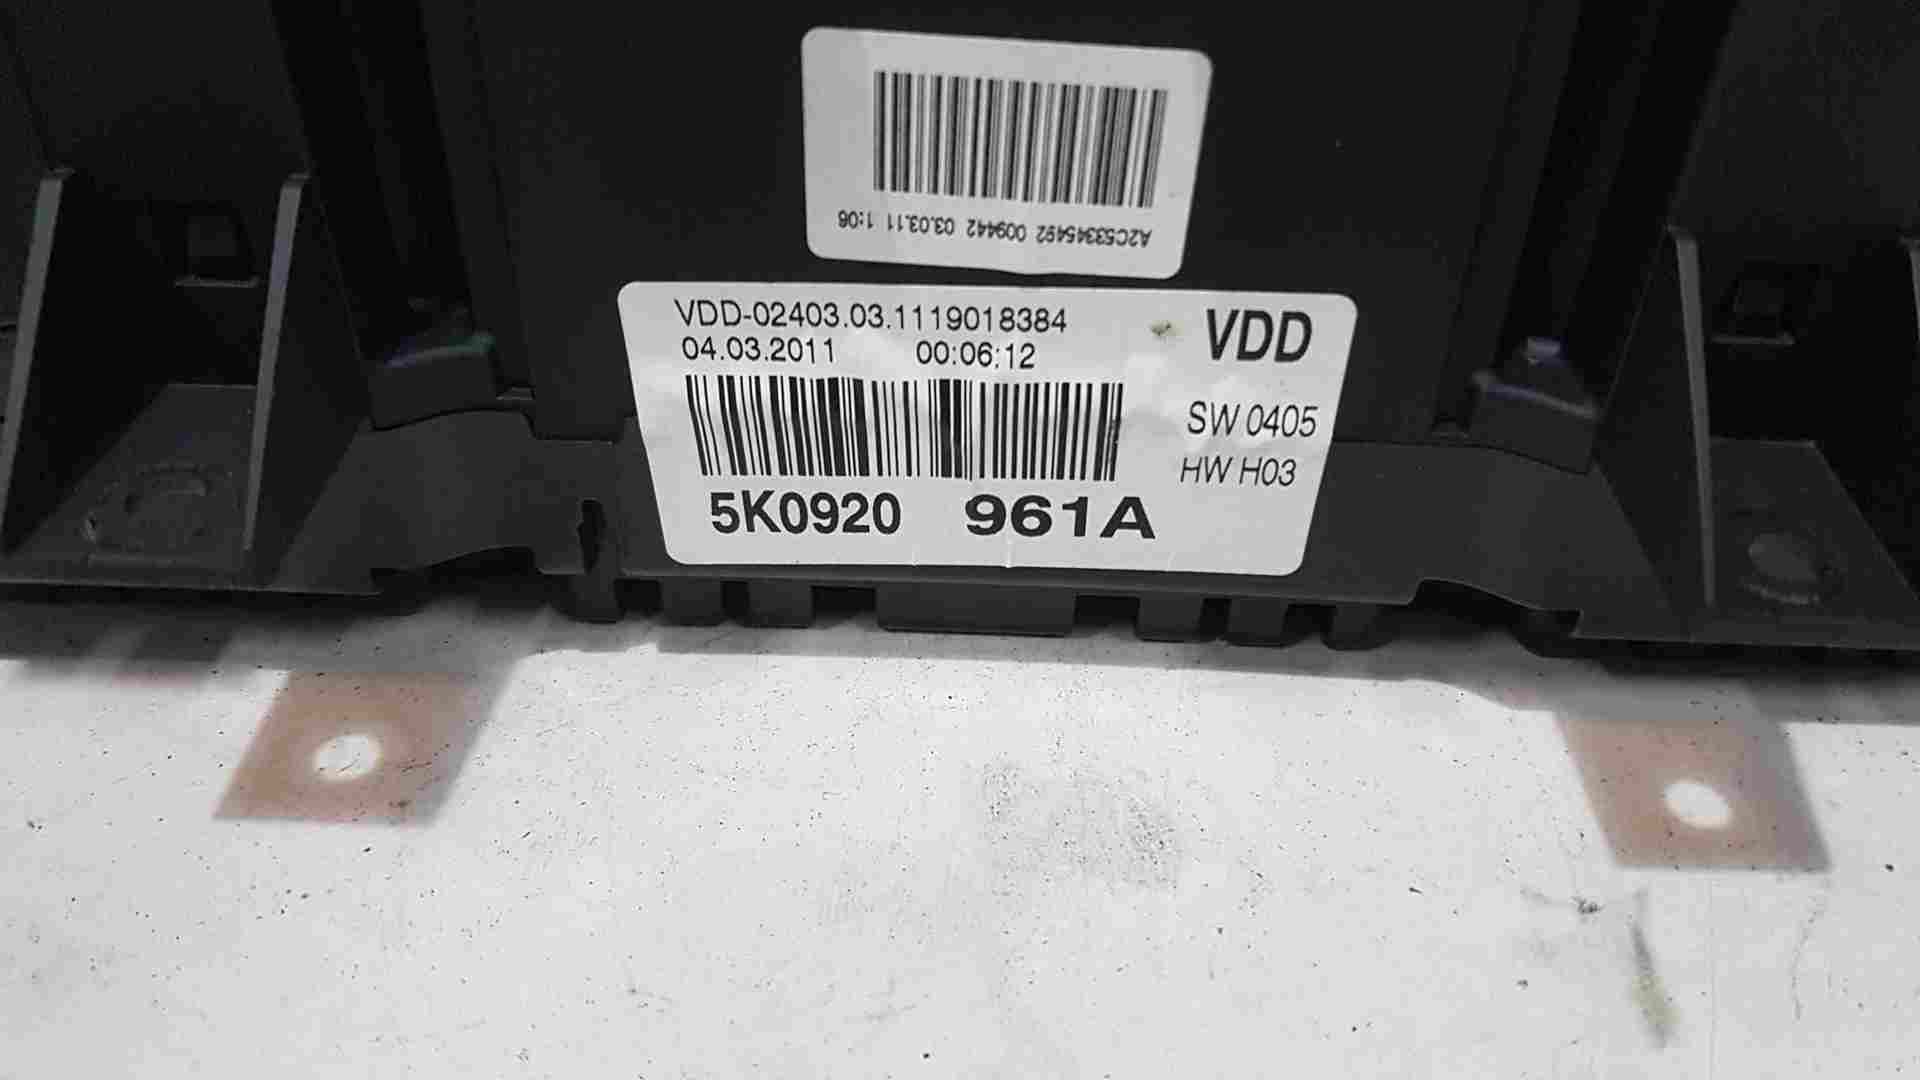 A2C53345492 009442 03.03.11 1:06
VDD-02403.03.1119018384
04.03.2011 00:06:12
VDD
SW 0405
HW H03
5K0920 961A